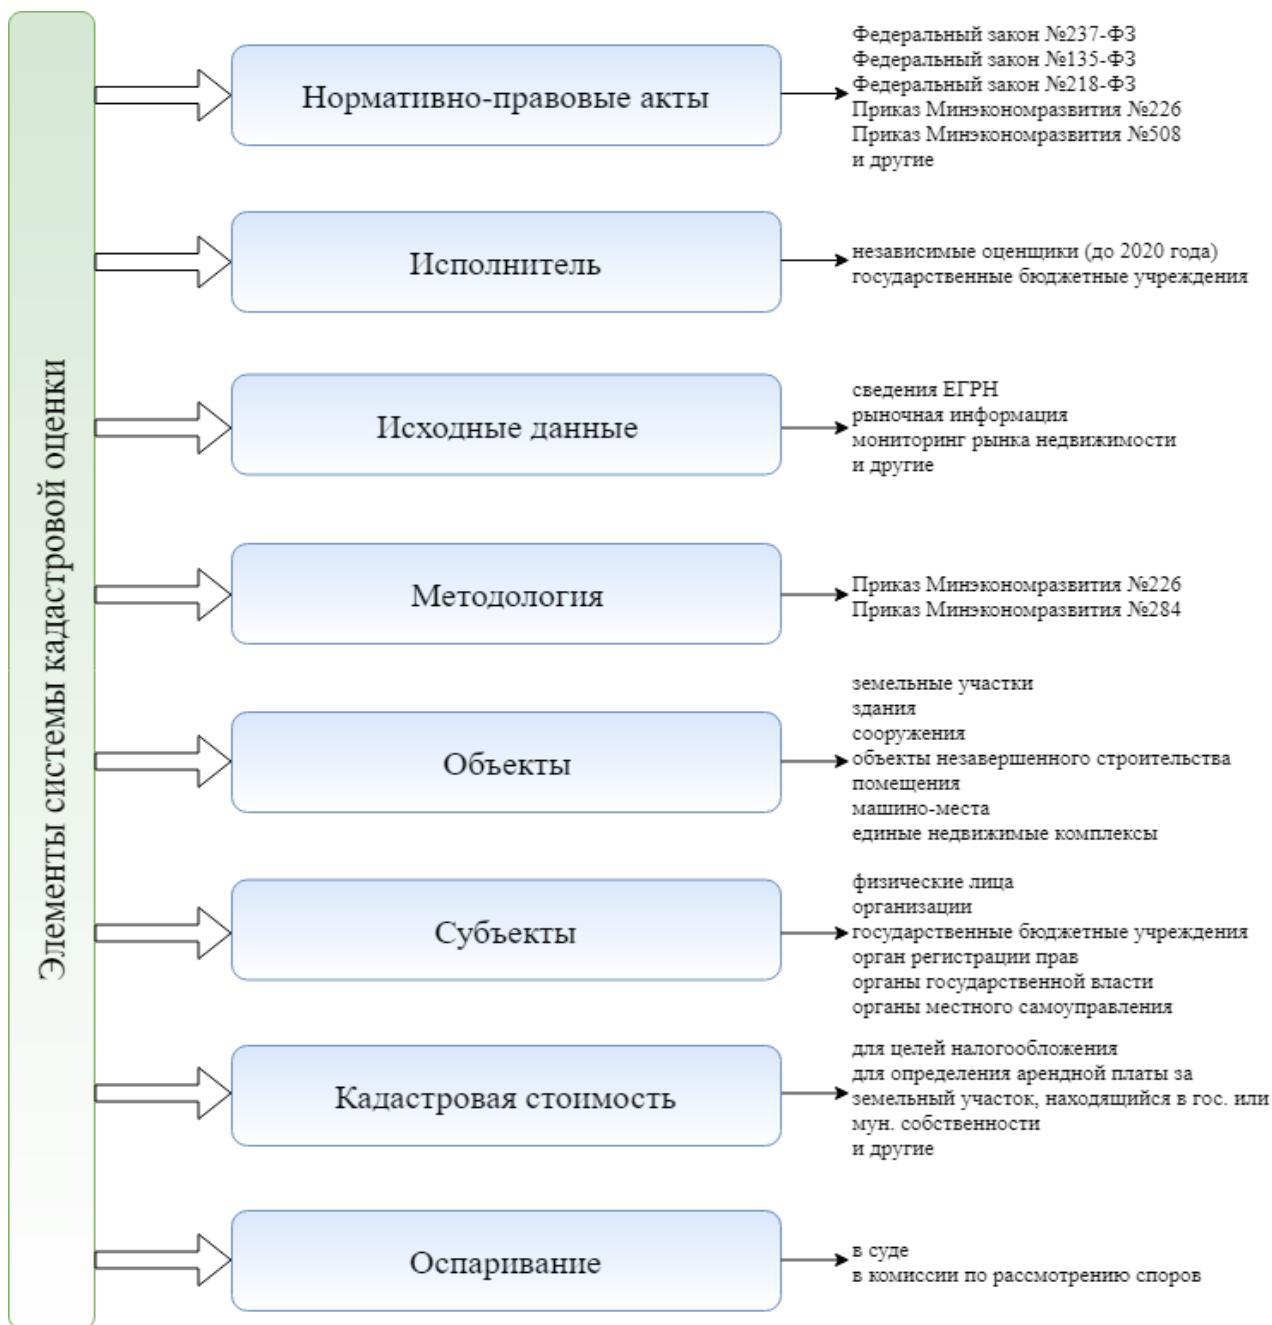 Элементы системы кадастровой оценки
Нормативно-правовые акты
Федеральный закон №237-ФЗ
Федеральный закон №135-ФЗ
Федеральный закон №218-ФЗ
Приказ Минэкономразвития №226
Приказ Минэкономразвития №508
и другие
Исполнитель
независимые оценщики (до 2020 года)
государственные бюджетные учреждения
Исходные данные
сведения ЕГРН
рыночная информация
мониторинг рынка недвижимости
и другие
Методология
Приказ Минэкономразвития №226
Приказ Минэкономразвития №284
Объекты
земельные участки
здания
сооружения
объекты незавершенного строительства
помещения
машино-места
единые недвижимые комплексы
Субъекты
физические лица
организации
государственные бюджетные учреждения
орган регистрации прав
органы государственной власти
органы местного самоуправления
Кадастровая стоимость
для целей налогообложения
для определения арендной платы за
земельный участок, находящийся в гос. или
мун. собственности
и другие
Оспаривание
в суде
в комиссии по рассмотрению споров